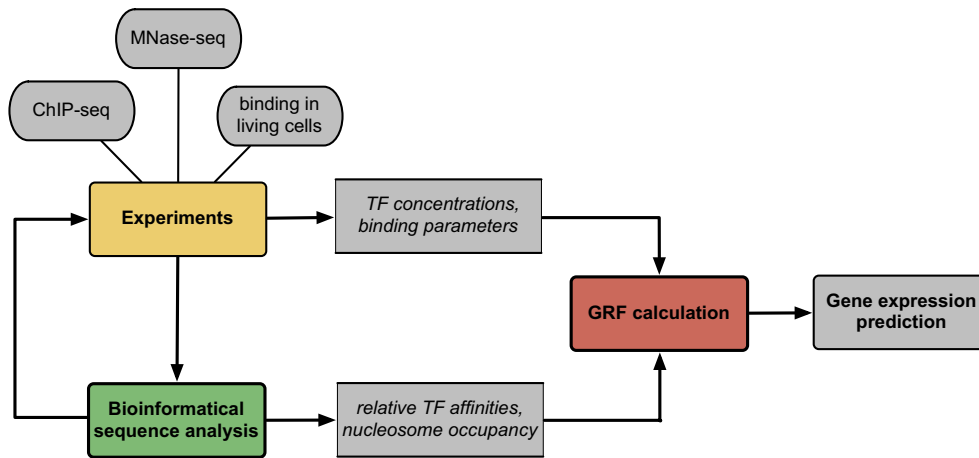 MNase-seq
ChIP-seq
binding in
living cells
Experiments
TF concentrations,
binding parameters
GRF calculation
Gene expression
prediction
Bioinformatical
sequence analysis
relative TF affinities,
nucleosome occupancy